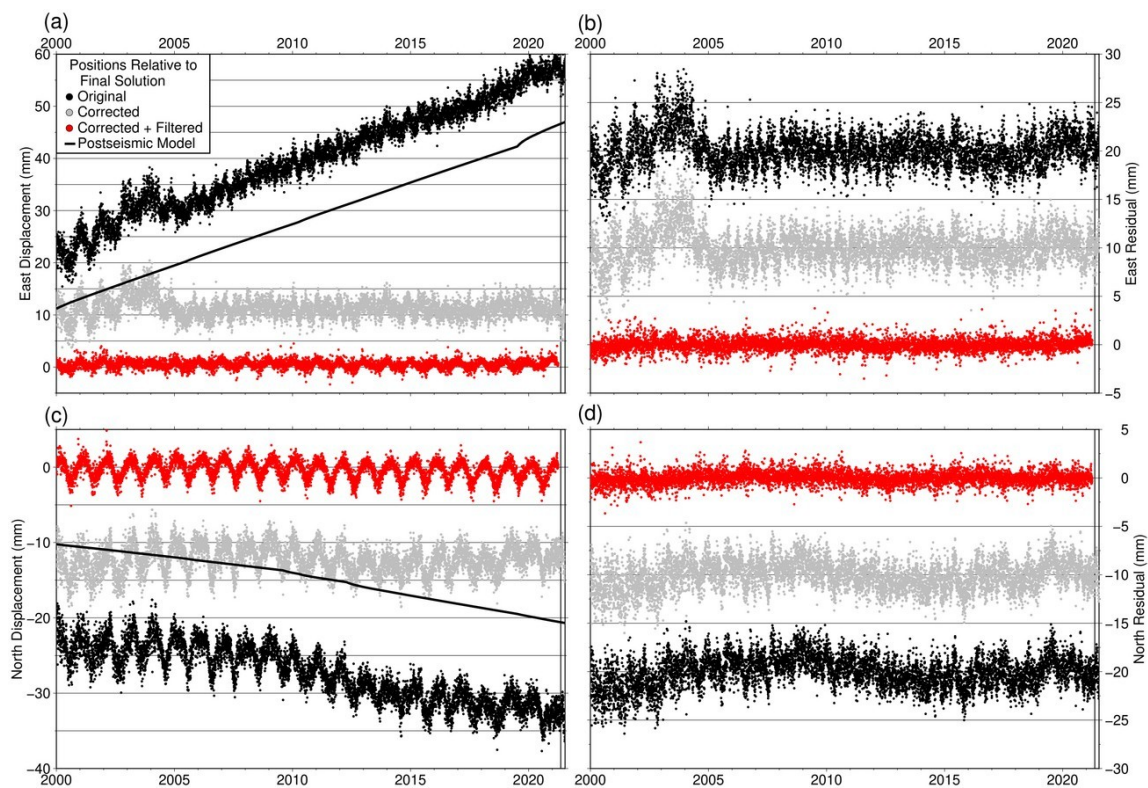 (a)
2000 2005 2010 2015 2020
60
50
40
30
20
10
0
East Displacement (mm)
Positions Relative to
Final Solution
Original
Corrected
Corrected + Filtered
Postseismic Model
(b)
2000 2005 2010 2015 2020
30
25
20
15
10
5
0
−5
East Residual (mm)
(c)
0
−10
−20
−30
−40
North Displacement (mm)
2000 2005 2010 2015 2020
(d)
5
0
−5
−10
−15
−20
−25
−30
North Residual (mm)
2000 2005 2010 2015 2020